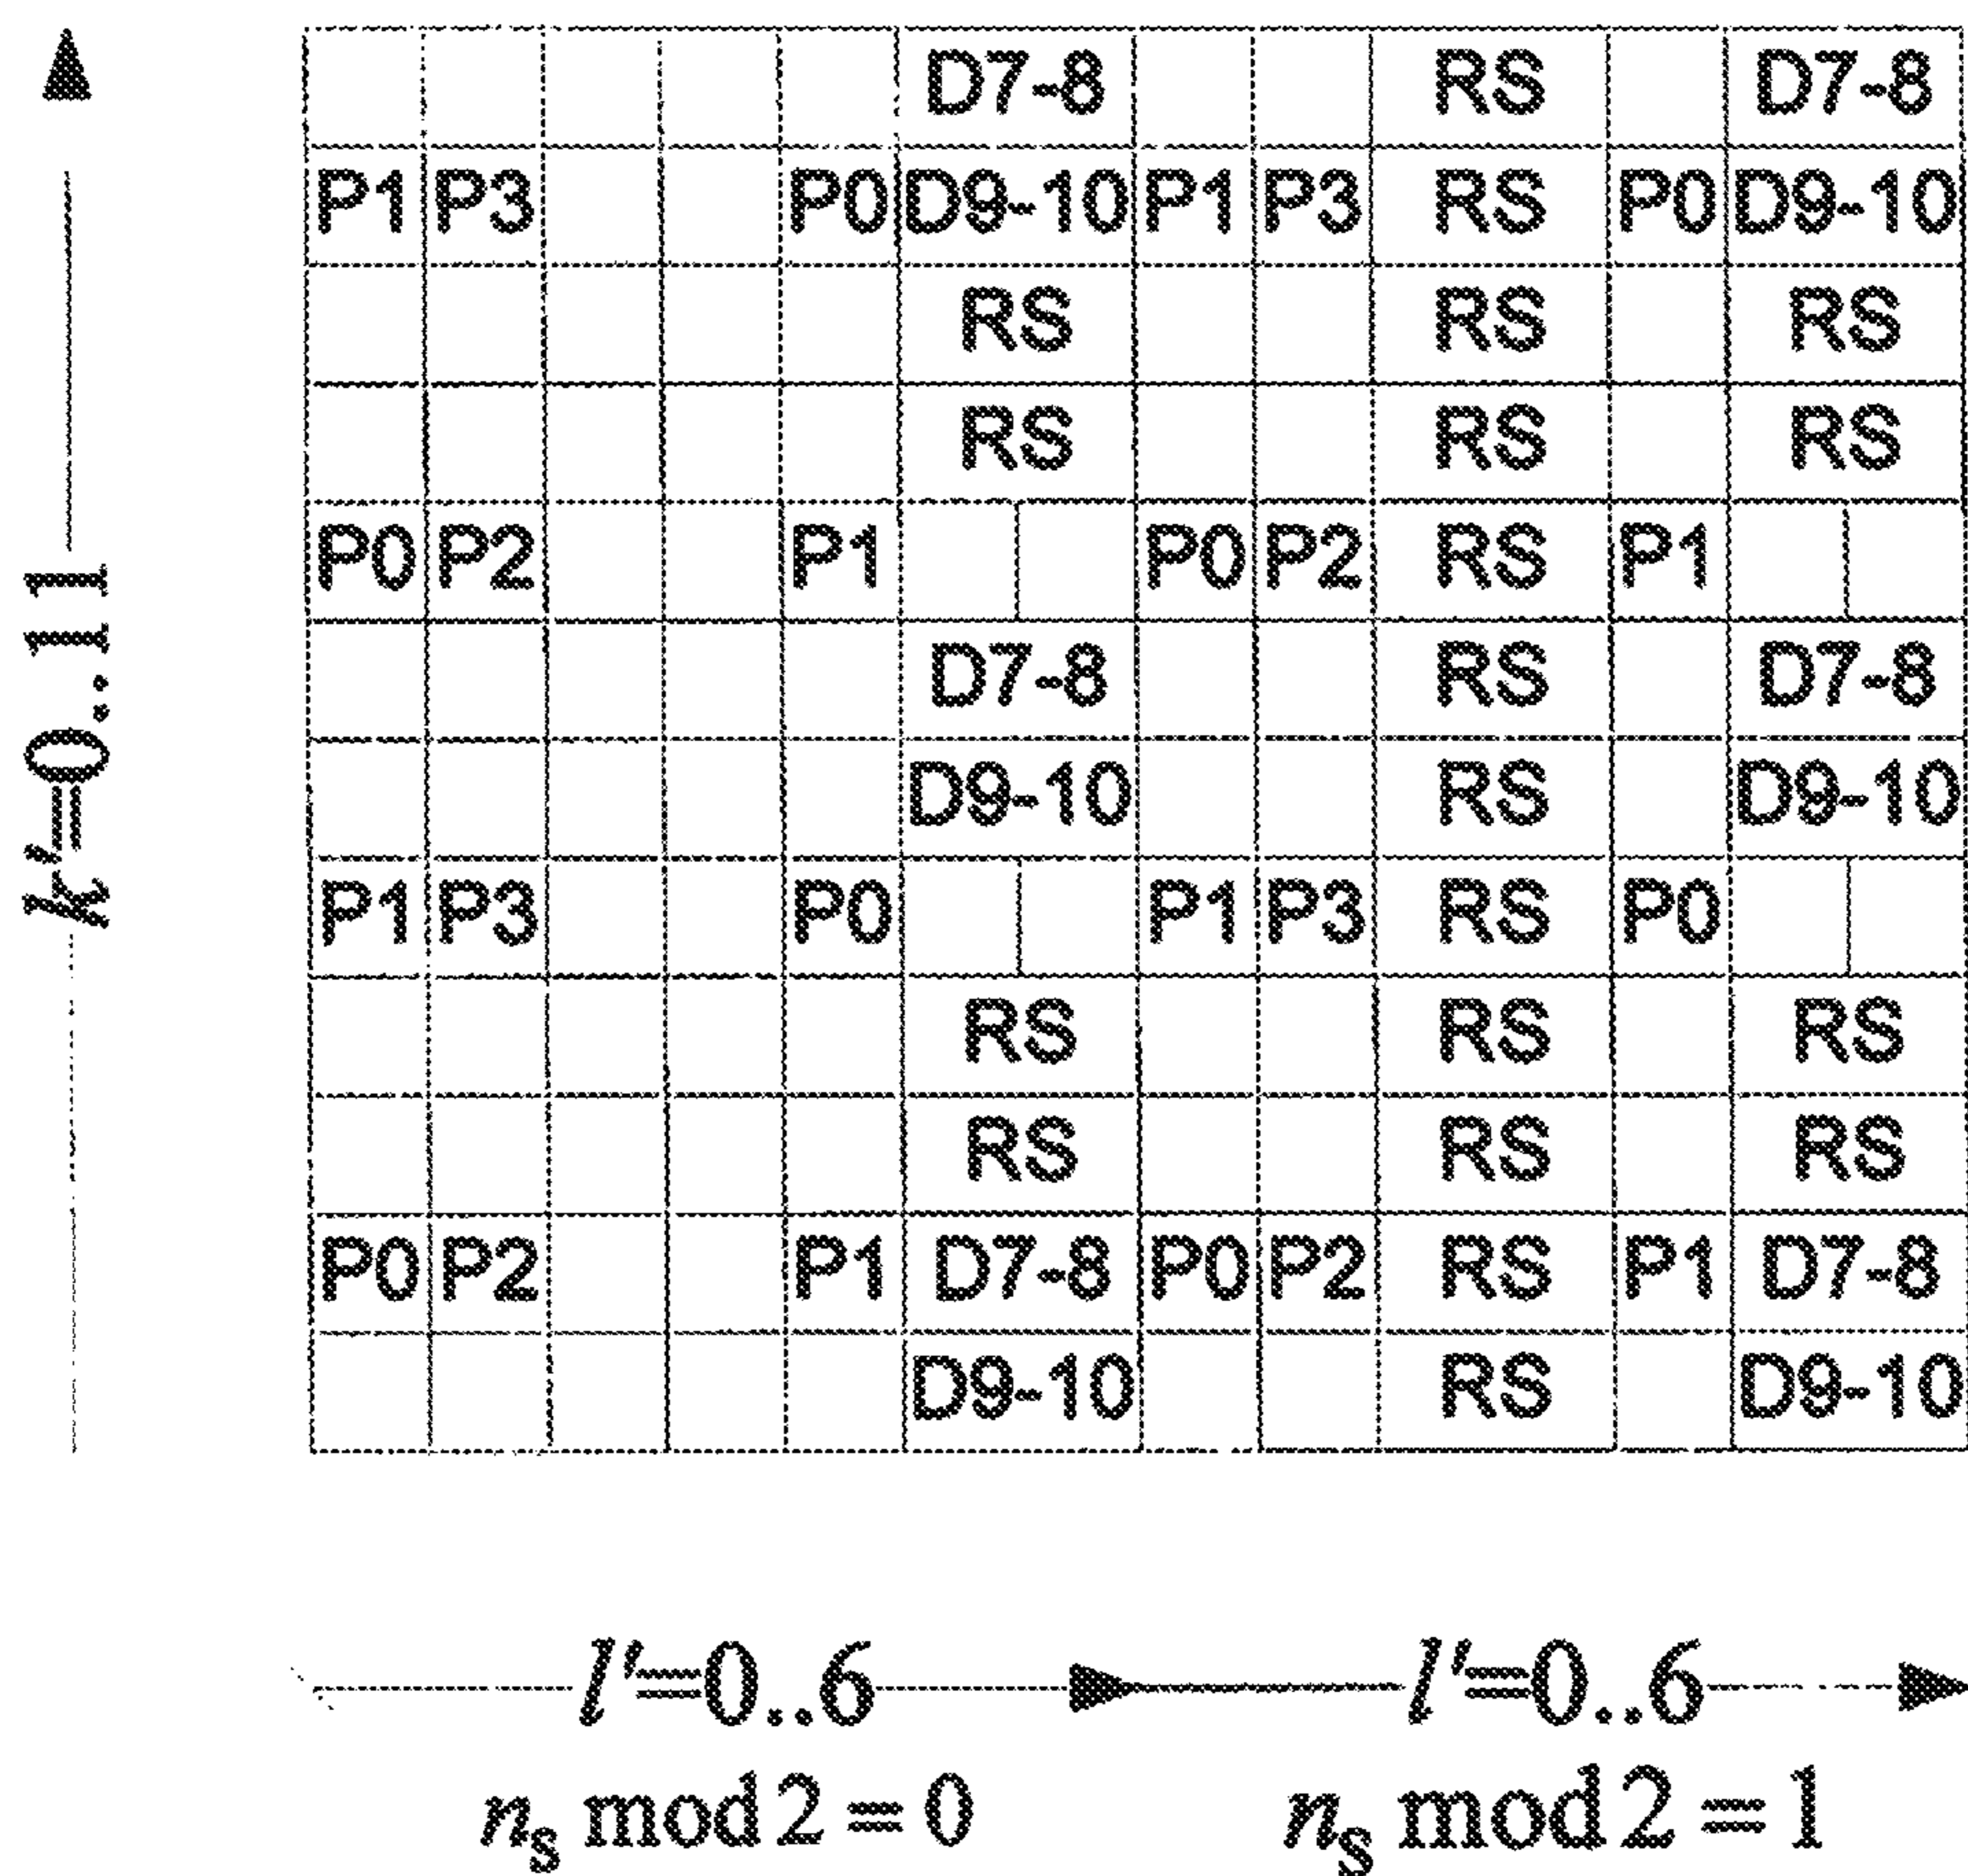 D7-8 RS D7-8
P1 P3 P0 D9-10 P1 P3 RS P0 D9-10
RS RS RS
RS RS RS
P0 P2 P1 P0 P2 RS P1
D7-8 RS D7-8
D9-10 RS D9-10
P1 P3 P0 P1 P3 RS P0
RS RS RS
RS RS RS
P0 P2 P1 D7-8 P0 P2 RS P1 D7-8
D9-10 RS D9-10
k'=0..11
l'=0..6 l'=0..6
n_s mod 2 = 0 n_s mod 2 = 1